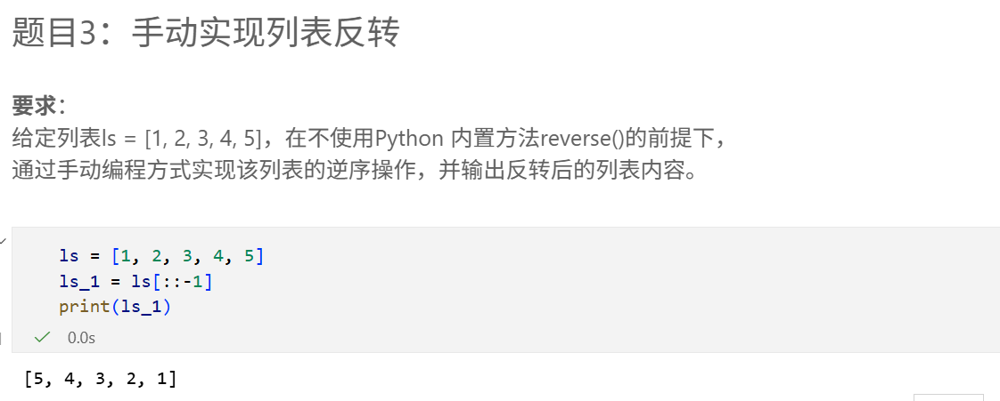 题目3：手动实现列表反转
要求：
给定列表ls = [1, 2, 3, 4, 5]，在不使用Python 内置方法reverse()的前提下，
通过手动编程方式实现该列表的逆序操作，并输出反转后的列表内容。
ls = [1, 2, 3, 4, 5]
ls_1 = ls[::-1]
print(ls_1)
0.0s
[5, 4, 3, 2, 1]